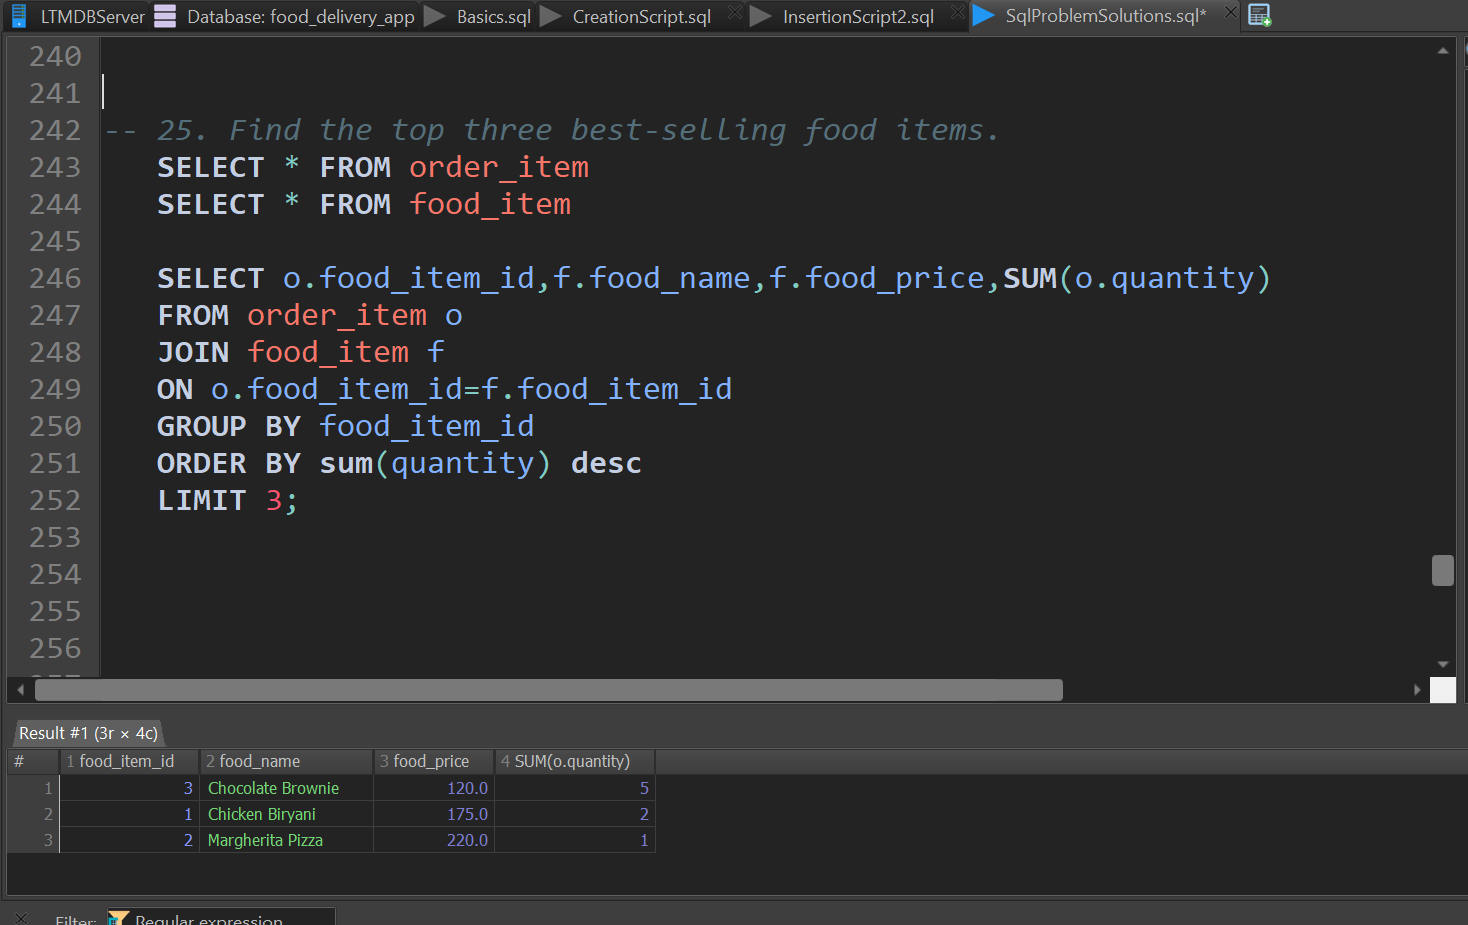 LTMDBServer Database: food_delivery_app Basics.sql CreationScript.sql InsertionScript2.sql SqlProblemSolutions.sql*
240
241
242 -- 25. Find the top three best-selling food items.
243 SELECT * FROM order_item
244 SELECT * FROM food_item
245
246 SELECT o.food_item_id,f.food_name,f.food_price,SUM(o.quantity)
247 FROM order_item o
248 JOIN food_item f
249 ON o.food_item_id=f.food_item_id
250 GROUP BY food_item_id
251 ORDER BY sum(quantity) desc
252 LIMIT 3;
253
254
255
256
Result #1 (3r × 4c)
# 1 food_item_id 2 food_name 3 food_price 4 SUM(o.quantity)
1 3 Chocolate Brownie 120.0 5
2 1 Chicken Biryani 175.0 2
3 2 Margherita Pizza 220.0 1
Filter: Regular expression